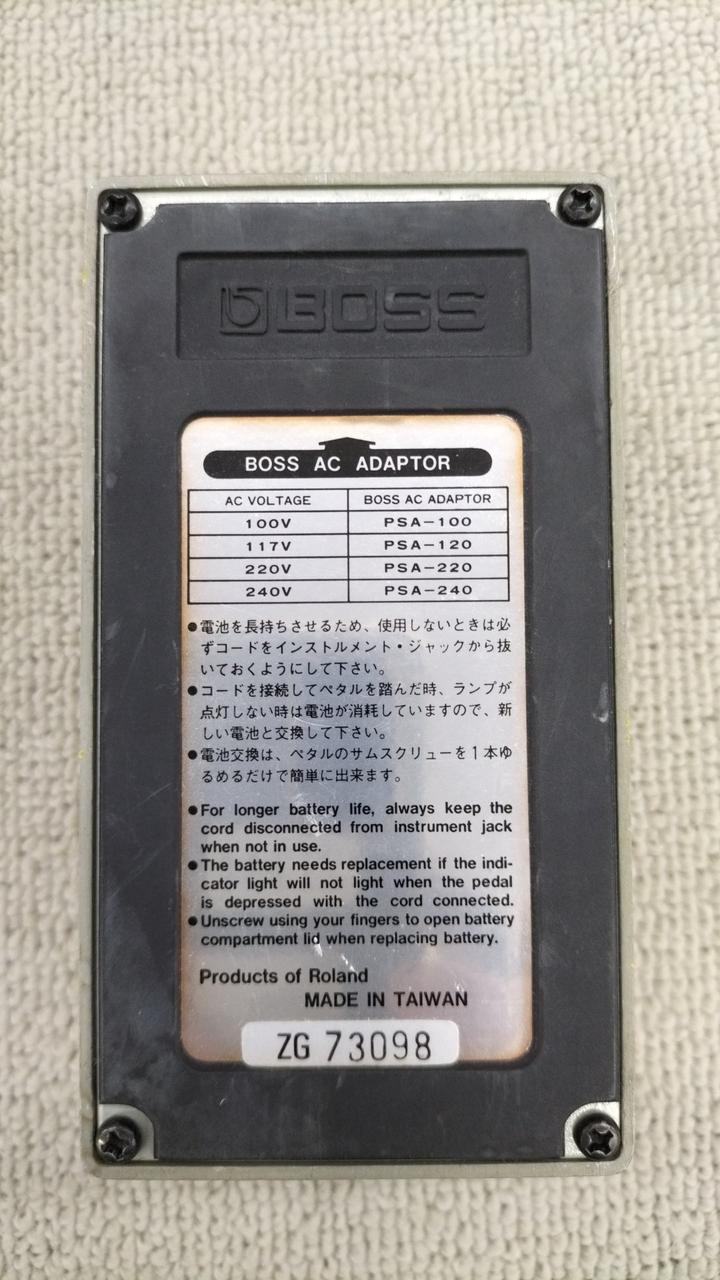 BOSS
BOSS AC ADAPTOR
AC VOLTAGE BOSS AC ADAPTOR
100V PSA-100
117V PSA-120
220V PSA-220
240V PSA-240
●電池を長持ちさせるため、使用しないときは必
ずコードをインストルメント・ジャックから抜
いておくようにして下さい。
●コードを接続してペタルを踏んだ時、ランプが
点灯しない時は電池が消耗していますので、新
しい電池と交換して下さい。
●電池交換は、ペタルのサムスクリューを1本ゆ
るめるだけで簡単に出来ます。
●For longer battery life, always keep the
cord disconnected from instrument jack
when not in use.
●The battery needs replacement if the indi-
cator light will not light when the pedal
is depressed with the cord connected.
●Unscrew using your fingers to open battery
compartment lid when replacing battery.
Products of Roland
MADE IN TAIWAN
ZG 73098